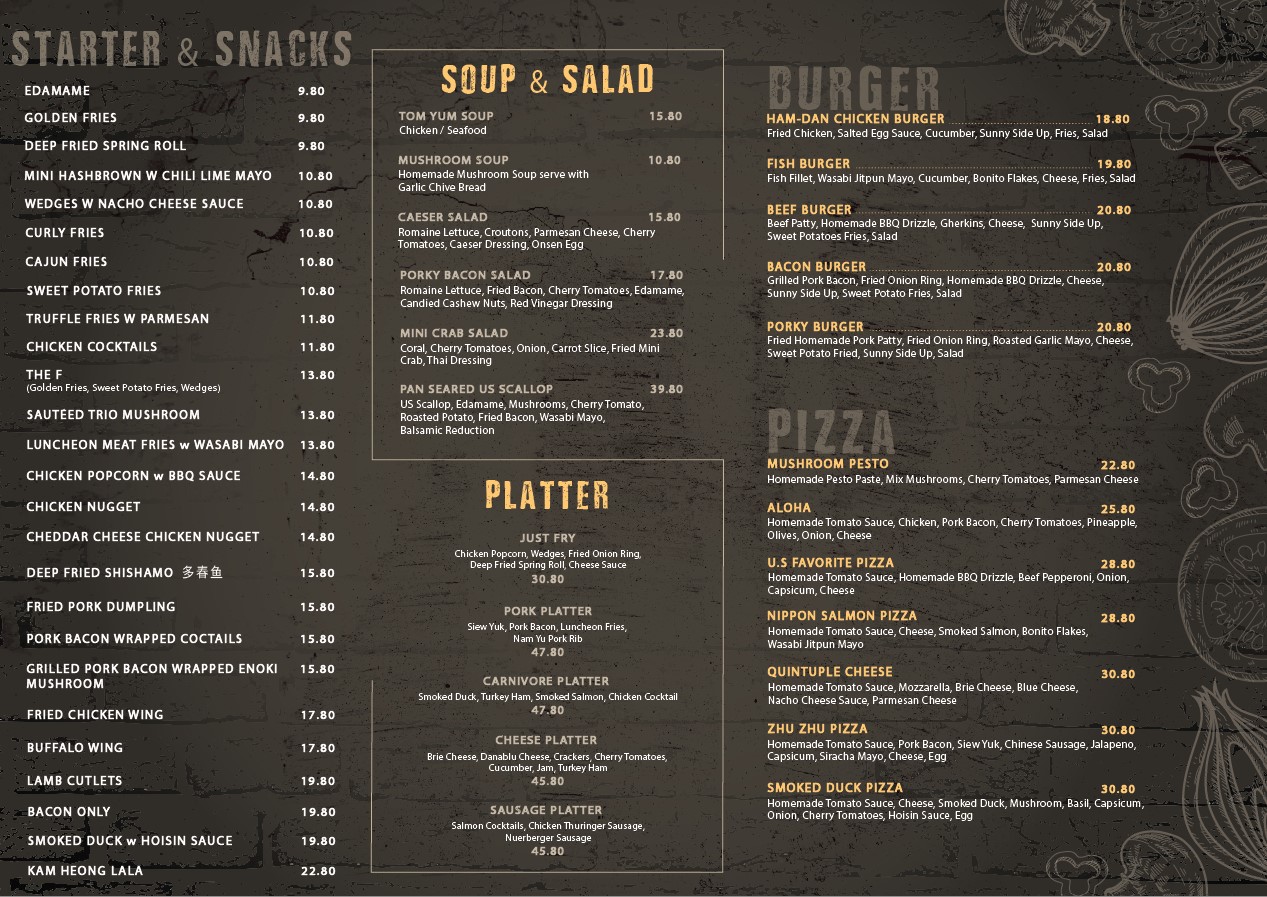 STARTER & SNACKS
EDAMAME 9.80
GOLDEN FRIES 9.80
DEEP FRIED SPRING ROLL 9.80
MINI HASHBROWN W CHILI LIME MAYO 10.80
WEDGES W NACHO CHEESE SAUCE 10.80
CURLY FRIES 10.80
CAJUN FRIES 10.80
SWEET POTATO FRIES 10.80
TRUFFLE FRIES W PARMESAN 11.80
CHICKEN COCKTAILS 11.80
THE F 13.80
(Golden Fries, Sweet Potato Fries, Wedges)
SAUTEED TRIO MUSHROOM 13.80
LUNCHEON MEAT FRIES w WASABI MAYO 13.80
CHICKEN POPCORN w BBQ SAUCE 14.80
CHICKEN NUGGET 14.80
CHEDDAR CHEESE CHICKEN NUGGET 14.80
DEEP FRIED SHISHAMO 多春鱼 15.80
FRIED PORK DUMPLING 15.80
PORK BACON WRAPPED COCTAILS 15.80
GRILLED PORK BACON WRAPPED ENOKI 15.80
MUSHROOM
FRIED CHICKEN WING 17.80
BUFFALO WING 17.80
LAMB CUTLETS 19.80
BACON ONLY 19.80
SMOKED DUCK w HOISIN SAUCE 19.80
KAM HEONG LALA 22.80
SOUP & SALAD
TOM YUM SOUP 15.80
Chicken / Seafood
MUSHROOM SOUP 10.80
Homemade Mushroom Soup serve with
Garlic Chive Bread
CAESER SALAD 15.80
Romaine Lettuce, Croutons, Parmesan Cheese, Cherry
Tomatoes, Caeser Dressing, Onsen Egg
PORKY BACON SALAD 17.80
Romaine Lettuce, Fried Bacon, Cherry Tomatoes, Edamame,
Candied Cashew Nuts, Red Vinegar Dressing
MINI CRAB SALAD 23.80
Coral, Cherry Tomatoes, Onion, Carrot Slice, Fried Mini
Crab, Thai Dressing
PAN SEARED US SCALLOP 39.80
US Scallop, Edamame, Mushrooms, Cherry Tomato,
Roasted Potato, Fried Bacon, Wasabi Mayo,
Balsamic Reduction
PLATTER
JUST FRY
Chicken Popcorn, Wedges, Fried Onion Ring,
Deep Fried Spring Roll, Cheese Sauce
30.80
PORK PLATTER
Siew Yuk, Pork Bacon, Luncheon Fries,
Nam Yu Pork Rib
47.80
CARNIVORE PLATTER
Smoked Duck, Turkey Ham, Smoked Salmon, Chicken Cocktail
47.80
CHEESE PLATTER
Brie Cheese, Danablu Cheese, Crackers, Cherry Tomatoes,
Cucumber, Jam, Turkey Ham
45.80
SAUSAGE PLATTER
Salmon Cocktails, Chicken Thuringer Sausage,
Nuerberger Sausage
45.80
BURGER
HAM-DAN CHICKEN BURGER 18.80
Fried Chicken, Salted Egg Sauce, Cucumber, Sunny Side Up, Fries, Salad
FISH BURGER 19.80
Fish Fillet, Wasabi Jitpun Mayo, Cucumber, Bonito Flakes, Cheese, Fries, Salad
BEEF BURGER 20.80
Beef Patty, Homemade BBQ Drizzle, Gherkins, Cheese, Sunny Side Up,
Sweet Potatoes Fries, Salad
BACON BURGER 20.80
Grilled Pork Bacon, Fried Onion Ring, Homemade BBQ Drizzle, Cheese,
Sunny Side Up, Sweet Potato Fries, Salad
PORKY BURGER 20.80
Fried Homemade Pork Patty, Fried Onion Ring, Roasted Garlic Mayo, Cheese,
Sweet Potato Fried, Sunny Side Up, Salad
PIZZA
MUSHROOM PESTO 22.80
Homemade Pesto Paste, Mix Mushrooms, Cherry Tomatoes, Parmesan Cheese
ALOHA 25.80
Homemade Tomato Sauce, Chicken, Pork Bacon, Cherry Tomatoes, Pineapple,
Olives, Onion, Cheese
U.S FAVORITE PIZZA 28.80
Homemade Tomato Sauce, Homemade BBQ Drizzle, Beef Pepperoni, Onion,
Capsicum, Cheese
NIPPON SALMON PIZZA 28.80
Homemade Tomato Sauce, Cheese, Smoked Salmon, Bonito Flakes,
Wasabi Jitpun Mayo
QUINTUPLE CHEESE 30.80
Homemade Tomato Sauce, Mozzarella, Brie Cheese, Blue Cheese,
Nacho Cheese Sauce, Parmesan Cheese
ZHU ZHU PIZZA 30.80
Homemade Tomato Sauce, Pork Bacon, Siew Yuk, Chinese Sausage, Jalapeno,
Capsicum, Siracha Mayo, Cheese, Egg
SMOKED DUCK PIZZA 30.80
Homemade Tomato Sauce, Cheese, Smoked Duck, Mushroom, Basil, Capsicum,
Onion, Cherry Tomatoes, Hoisin Sauce, Egg